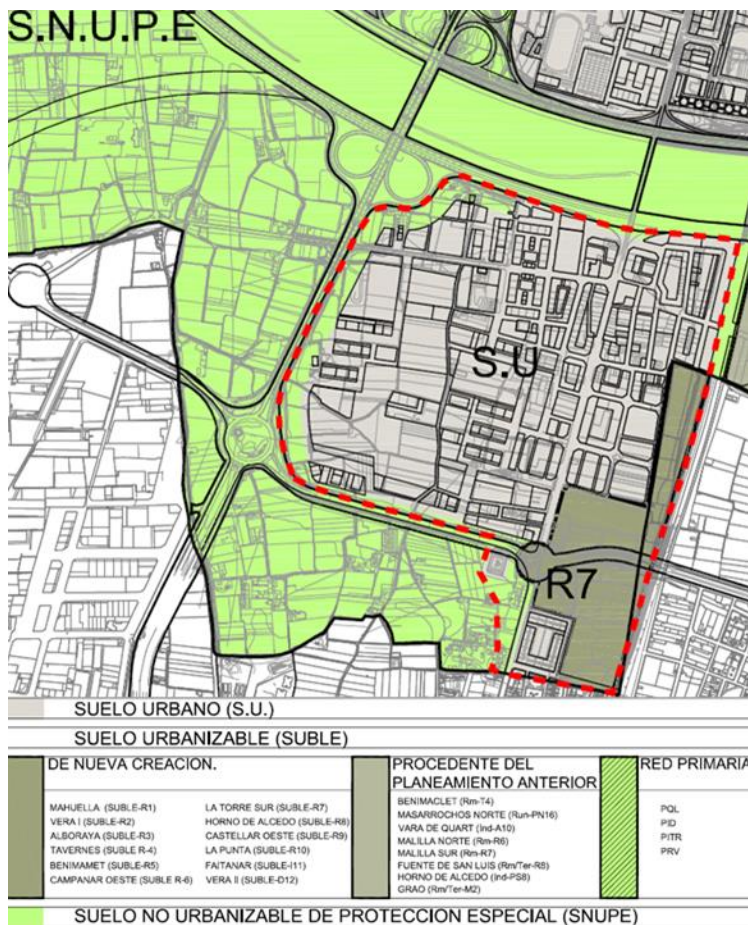 S.N.U.P.E
S.U
R7
SUELO URBANO (S.U.)
SUELO URBANIZABLE (SUBLE)
DE NUEVA CREACION.
MAHUELLA (SUBLE-R1)
VERA I (SUBLE-R2)
ALBORAYA (SUBLE-R3)
TAVERNES (SUBLE R-4)
BENIMAMET (SUBLE-R5)
CAMPANAR OESTE (SUBLE R-6)
LA TORRE SUR (SUBLE-R7)
HORNO DE ALCEDO (SUBLE-R8)
CASTELLAR OESTE (SUBLE-R9)
LA PUNTA (SUBLE-R10)
FAITANAR (SUBLE-I11)
VERA II (SUBLE-D12)
PROCEDENTE DEL
PLANEAMIENTO ANTERIOR
BENIMACLET (Rm-T4)
MASARROCHOS NORTE (Run-PN16)
VARA DE QUART (Ind-A10)
MALILLA NORTE (Rm-R6)
MALILLA SUR (Rm-R7)
FUENTE DE SAN LUIS (Rm/Ter-R8)
HORNO DE ALCEDO (Ind-PS8)
GRAO (Rm/Ter-M2)
RED PRIMARIA
PQL
PID
PITR
PRV
SUELO NO URBANIZABLE DE PROTECCION ESPECIAL (SNUPE)